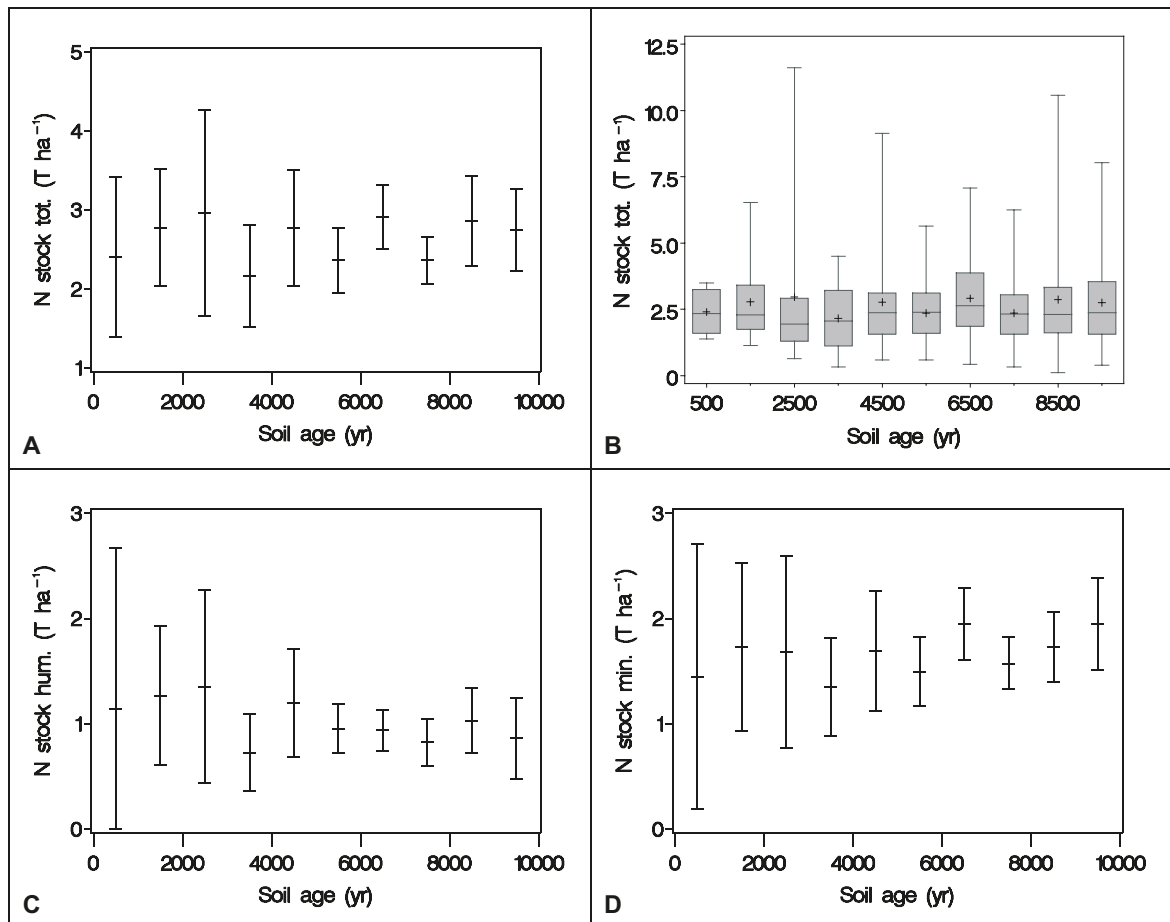 5
4
3
2
1
N stock tot. (T ha⁻¹)
0 2000 4000 6000 8000 10000
Soil age (yr)
A
12.5
10.0
7.5
5.0
2.5
0
N stock tot. (T ha⁻¹)
500 2500 4500 6500 8500
Soil age (yr)
B
3
2
1
0
N stock hum. (T ha⁻¹)
0 2000 4000 6000 8000 10000
Soil age (yr)
C
3
2
1
0
N stock min. (T ha⁻¹)
0 2000 4000 6000 8000 10000
Soil age (yr)
D